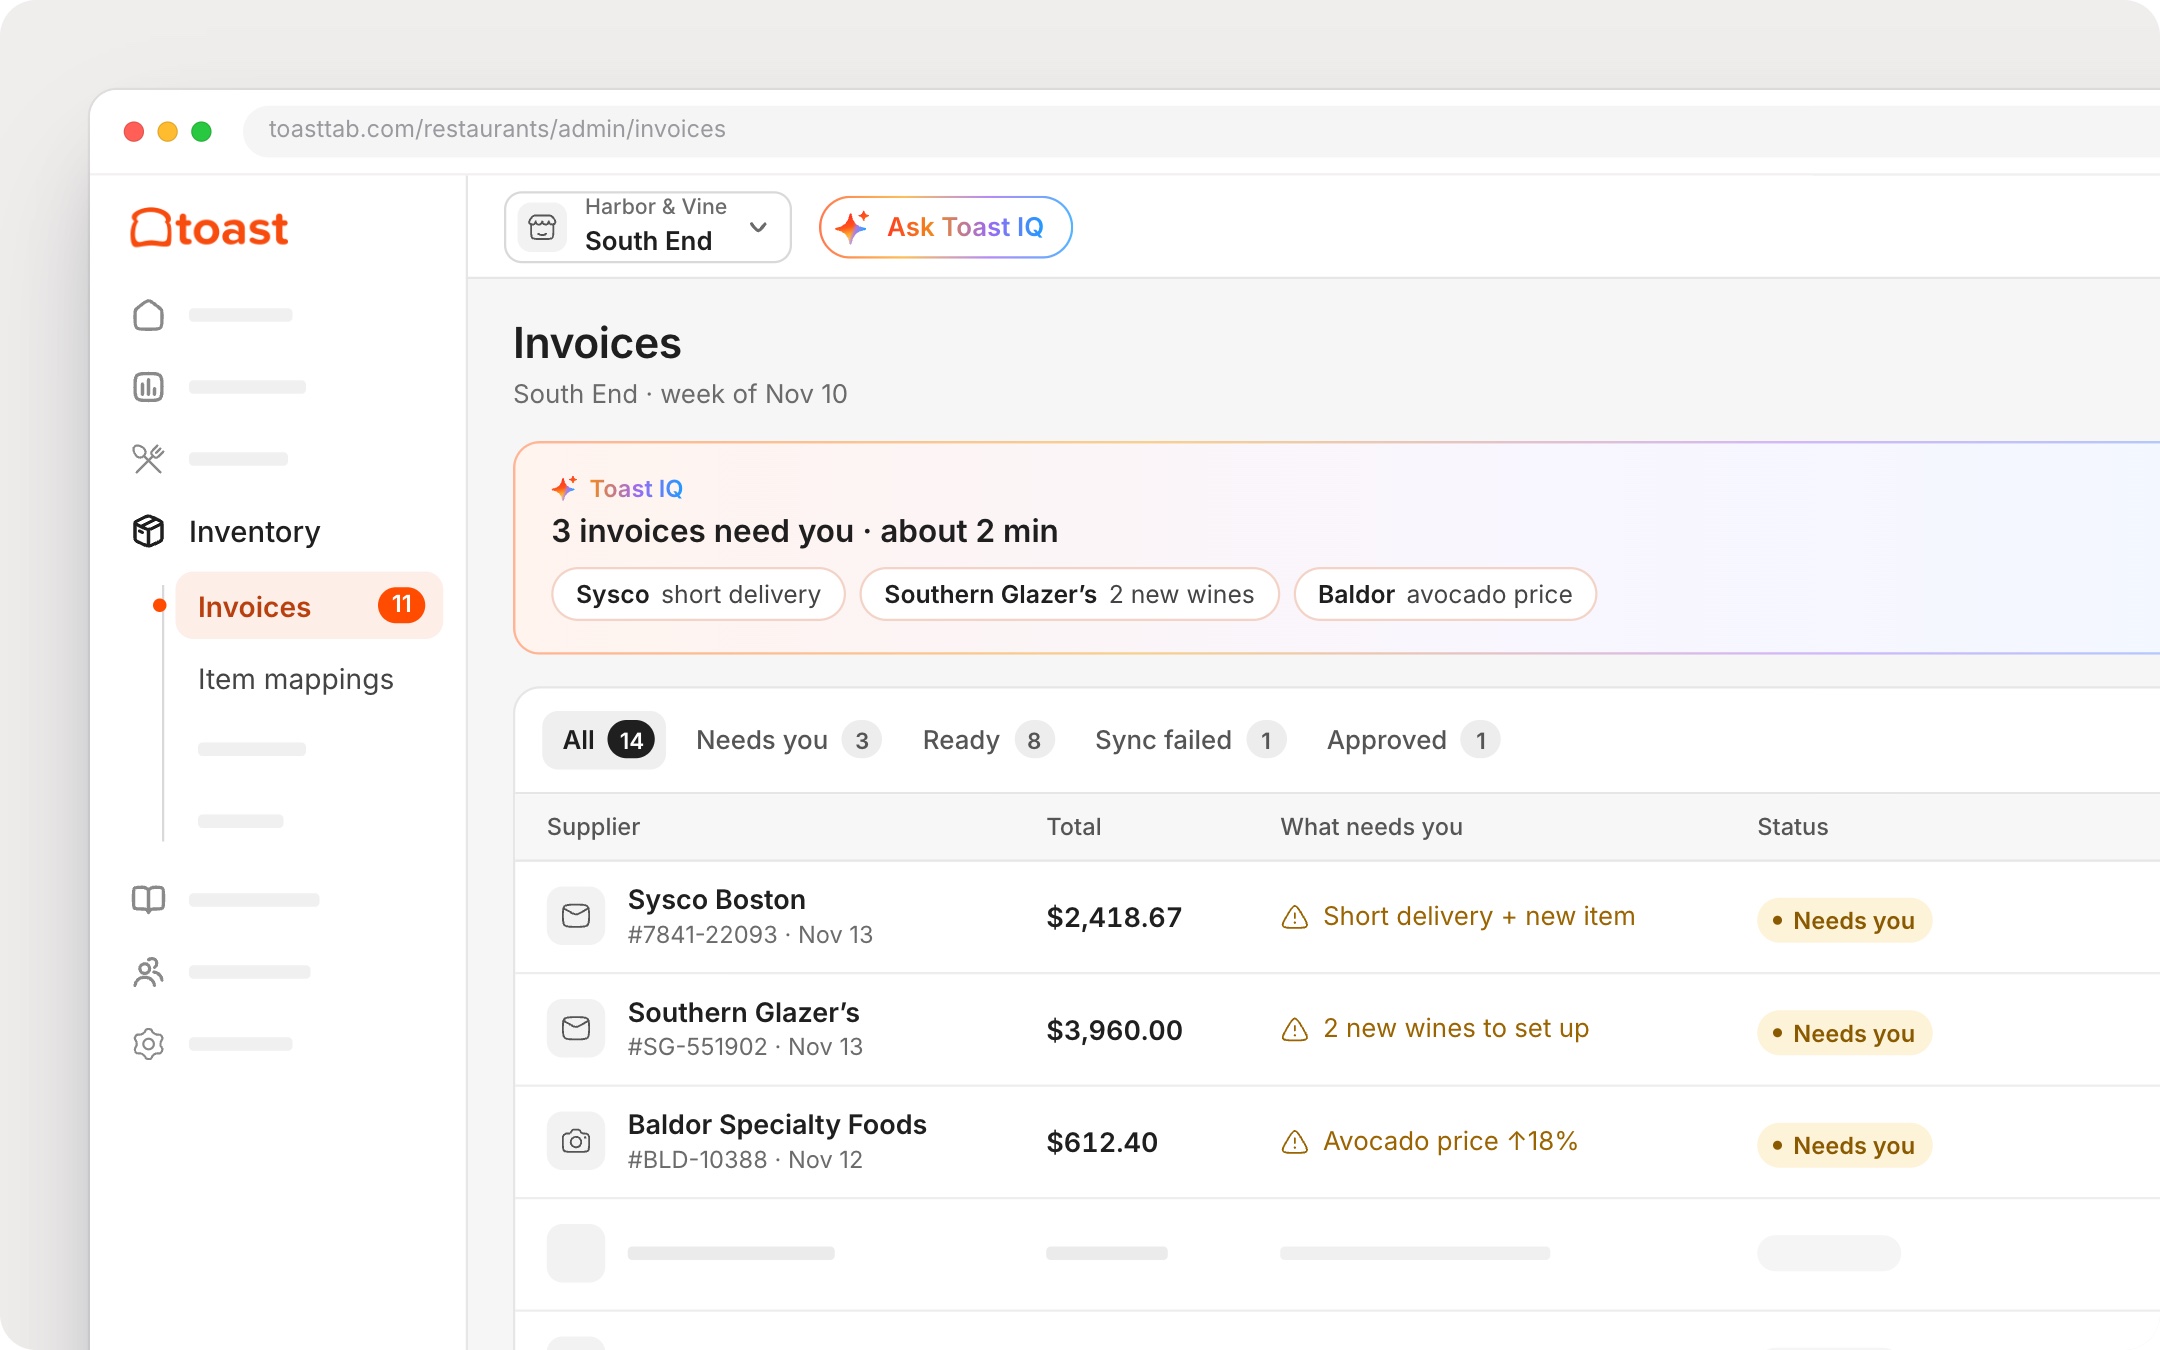 toasttab.com/restaurants/admin/invoices
toast
Harbor & Vine
South End
Ask Toast IQ
Inventory
Invoices 11
Item mappings
Invoices
South End · week of Nov 10
Toast IQ
3 invoices need you · about 2 min
Sysco short delivery
Southern Glazer’s 2 new wines
Baldor avocado price
All 14 Needs you 3 Ready 8 Sync failed 1 Approved 1
Supplier Total What needs you Status
Sysco Boston
#7841-22093 · Nov 13
$2,418.67
Short delivery + new item
Needs you
Southern Glazer’s
#SG-551902 · Nov 13
$3,960.00
2 new wines to set up
Needs you
Baldor Specialty Foods
#BLD-10388 · Nov 12
$612.40
Avocado price ↑18%
Needs you